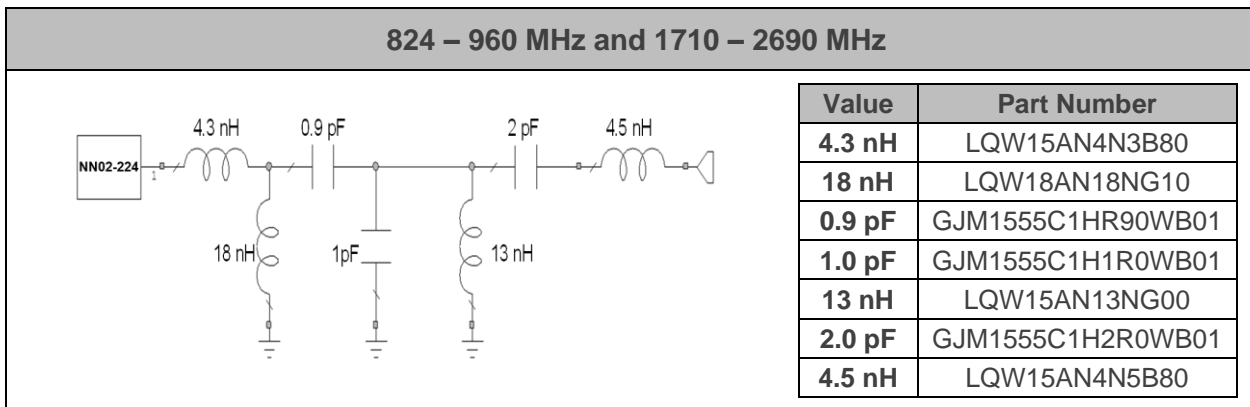 824 – 960 MHz and 1710 – 2690 MHz
4.3 nH
0.9 pF
2 pF
4.5 nH
NN02-224
1
18 nH
1pF
13 nH
Value Part Number
4.3 nH LQW15AN4N3B80
18 nH LQW18AN18NG10
0.9 pF GJM1555C1HR90WB01
1.0 pF GJM1555C1H1R0WB01
13 nH LQW15AN13NG00
2.0 pF GJM1555C1H2R0WB01
4.5 nH LQW15AN4N5B80